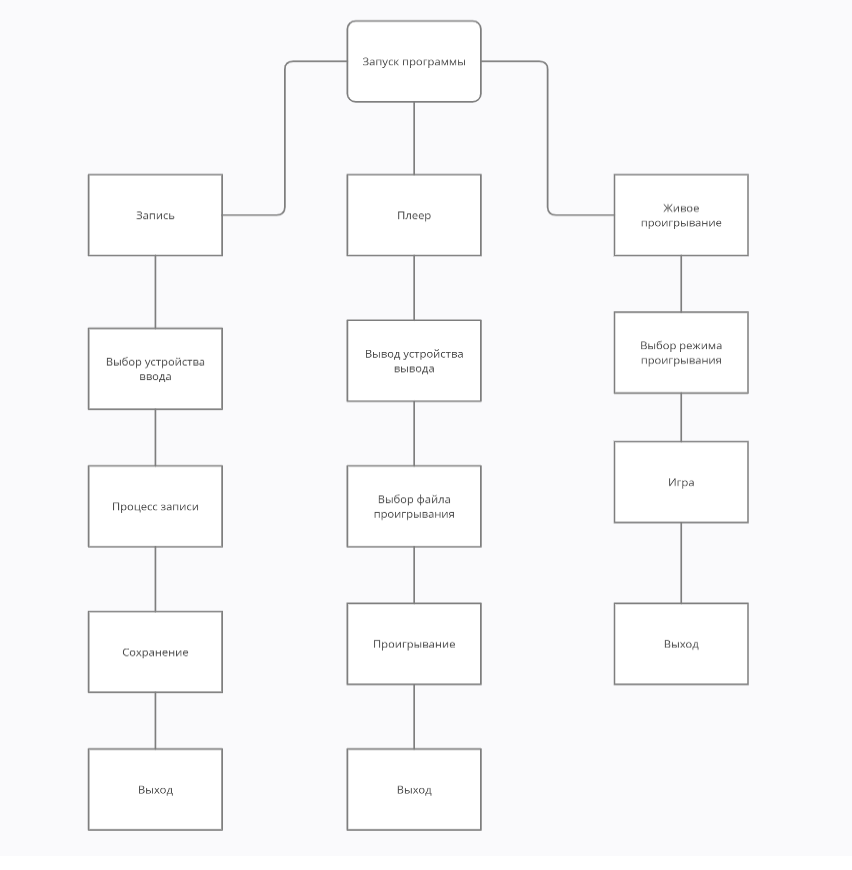 Запуск программы
Запись
Плеер
Живое
проигрывание
Выбор устройства
ввода
Вывод устройства
вывода
Выбор режима
проигрывания
Процесс записи
Выбор файла
проигрывания
Игра
Сохранение
Проигрывание
Выход
Выход
Выход